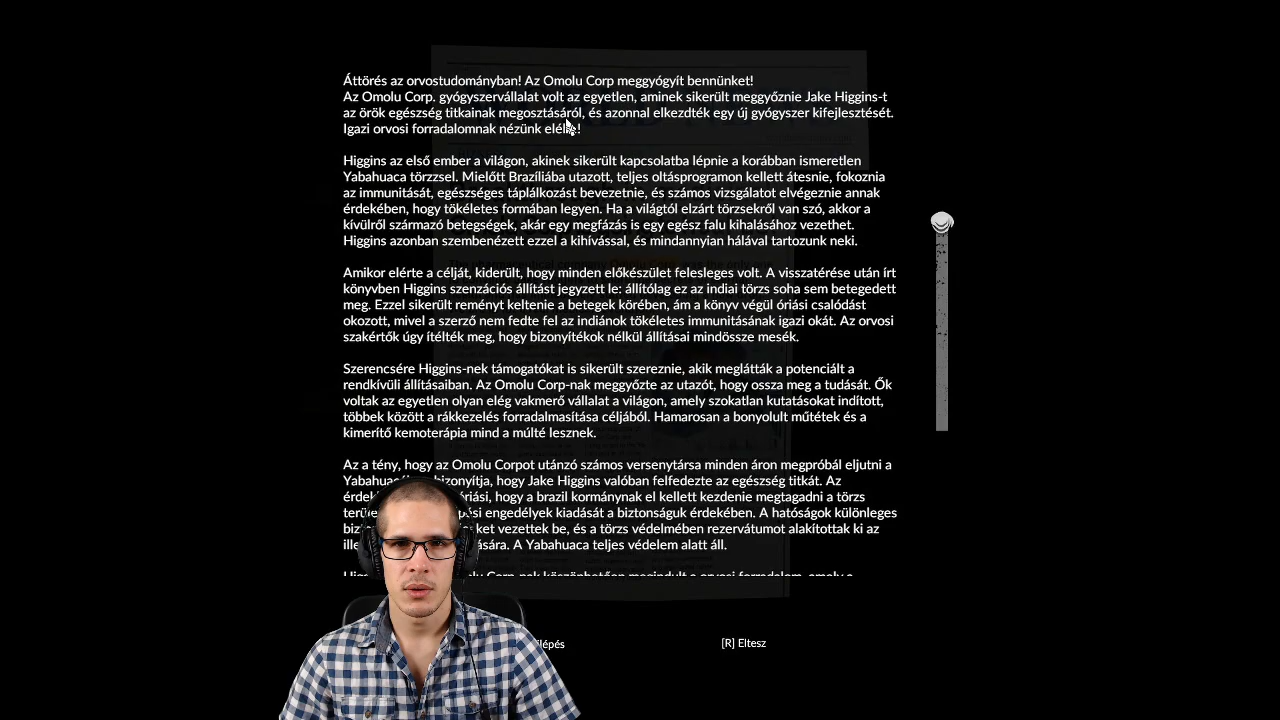 Áttörés az orvostudományban! Az Omolu Corp meggyógyít bennünket!
Az Omolu Corp. gyógyszervállalat volt az egyetlen, aminek sikerült meggyőznie Jake Higgins-t
az örök egészség titkainak megosztásáról, és azonnal elkezdték egy új gyógyszer kifejlesztését.
Igazi orvosi forradalomnak nézünk elélbe!
Higgins az első ember a világon, akinek sikerült kapcsolatba lépnie a korábban ismeretlen
Yabahuaca törzzsel. Mielőtt Brazíliába utazott, teljes oltásprogramon kellett átesnie, fokoznia
az immunitását, egészséges táplálkozást bevezetnie, és számos vizsgálatot elvégeznie annak
érdekében, hogy tökéletes formában legyen. Ha a világtól elzárt törzsekről van szó, akkor a
kívülről származó betegségek, akár egy megfázás is egy egész falu kihalásához vezethet.
Higgins azonban szembenézett ezzel a kihívással, és mindannyian hálával tartozunk neki.
Amikor elérte a célját, kiderült, hogy minden előkészület felesleges volt. A visszatérése után írt
könyvben Higgins szenzációs állítást jegyzett le: állítólag ez az indiai törzs soha sem betegedett
meg. Ezzel sikerült reményt keltenie a betegek körében, ám a könyv végül óriási csalódást
okozott, mivel a szerző nem fedte fel az indiánok tökéletes immunitásának igazi okát. Az orvosi
szakértők úgy ítélték meg, hogy bizonyítékok nélkül állításai mindössze mesék.
Szerencsére Higgins-nek támogatókat is sikerült szereznie, akik meglátták a potenciált a
rendkívüli állításaiban. Az Omolu Corp-nak meggyőzte az utazót, hogy ossza meg a tudását. Ők
voltak az egyetlen olyan elég vakmerő vállalat a világon, amely szokatlan kutatásokat indított,
többek között a rákkezelés forradalmasítása céljából. Hamarosan a bonyolult műtétek és a
kimerítő kemoterápia mind a múlté lesznek.
Az a tény, hogy az Omolu Corpot utánzó számos versenytársa minden áron megpróbál eljutni a
bizonyítja, hogy Jake Higgins valóban felfedezte az egészség titkát. Az
hogy a brazil kormánynak el kellett kezdenie megtagadni a törzs
engedélyek kiadását a biztonságuk érdekében. A hatóságok különleges
vezettek be, és a törzs védelmében rezervátumot alakítottak ki az
A Yabahuaca teljes védelem alatt áll.
Corp-nak köszönhetően megindult a orvosi forradalom, amely a
[R] Eltesz